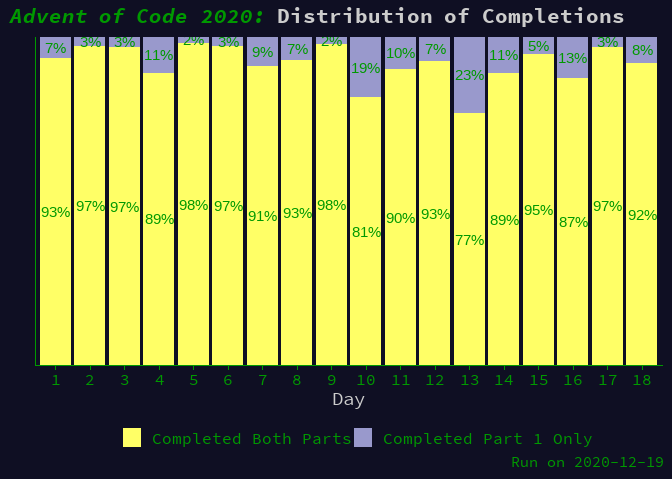 Advent of Code 2020: Distribution of Completions
7% 3% 3% 11% 2% 3% 9% 7% 2% 19% 10% 7% 23% 11% 5% 13% 3% 8%
93% 97% 97% 89% 98% 97% 91% 93% 98% 81% 90% 93% 77% 89% 95% 87% 97% 92%
1 2 3 4 5 6 7 8 9 10 11 12 13 14 15 16 17 18
Day
Completed Both Parts Completed Part 1 Only
Run on 2020-12-19